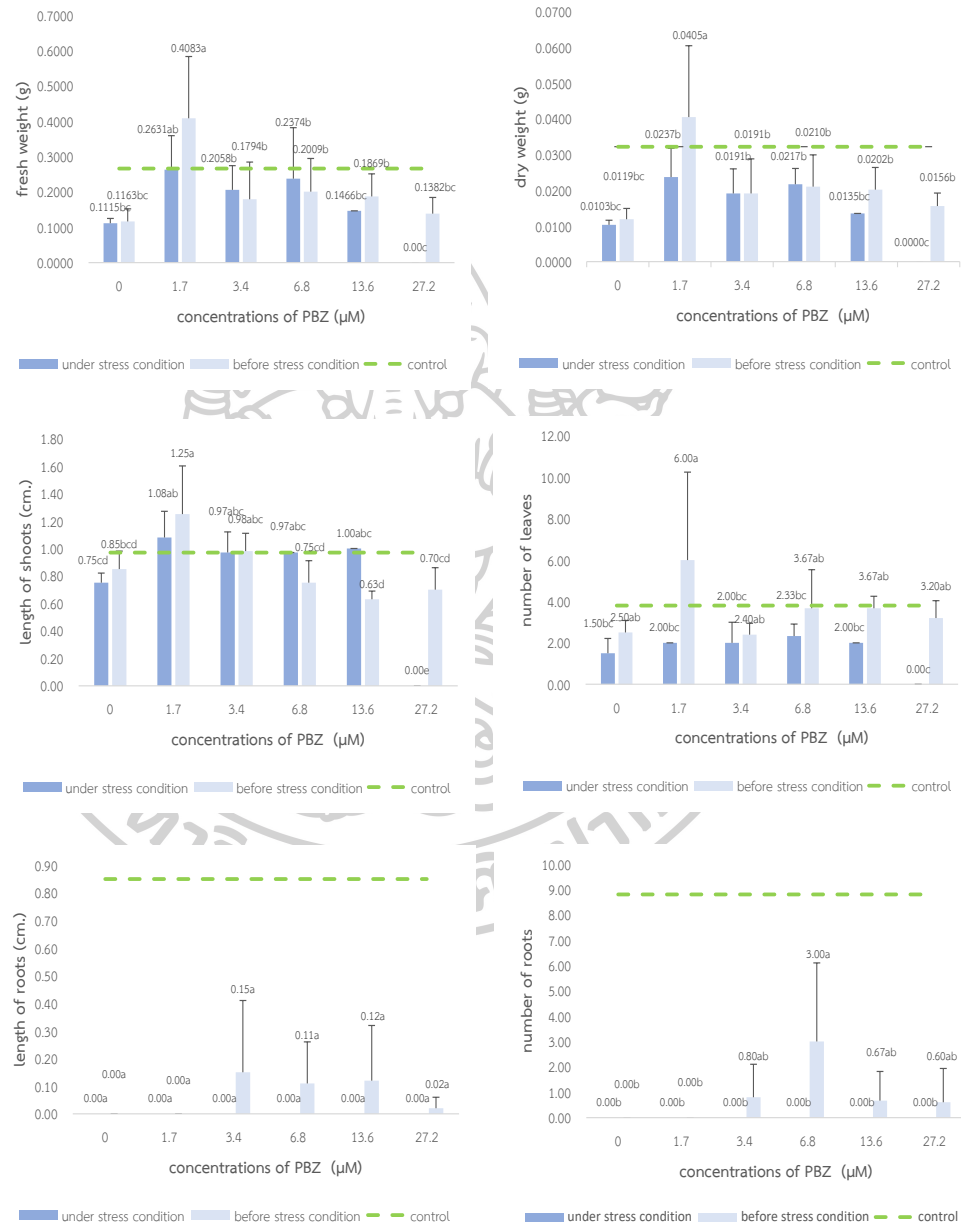 fresh weight (g)
0.7000
0.6000
0.5000
0.4000
0.3000
0.2000
0.1000
0.0000
0.1115bc
0.1163bc
0.2631ab
0.4083a
0.2058b
0.1794b
0.2374b
0.2009b
0.1466bc
0.1869b
0.00c
0.1382bc
0 1.7 3.4 6.8 13.6 27.2
concentrations of PBZ (µM)
under stress condition before stress condition control
dry weight (g)
0.0700
0.0600
0.0500
0.0400
0.0300
0.0200
0.0100
0.0000
0.0103bc
0.0119bc
0.0237b
0.0405a
0.0191b
0.0191b
0.0217b
0.0210b
0.0135bc
0.0202b
0.0000c
0.0156b
0 1.7 3.4 6.8 13.6 27.2
concentrations of PBZ (µM)
under stress condition before stress condition control
length of shoots (cm.)
1.80
1.60
1.40
1.20
1.00
0.80
0.60
0.40
0.20
0.00
0.75cd
0.85bcd
1.08ab
1.25a
0.97abc
0.98abc
0.97abc
0.75cd
1.00abc
0.63d
0.00e
0.70cd
0 1.7 3.4 6.8 13.6 27.2
concentrations of PBZ (µM)
under stress condition before stress condition control
number of leaves
12.00
10.00
8.00
6.00
4.00
2.00
0.00
1.50bc
2.50ab
2.00bc
6.00a
2.00bc
2.40ab
2.33bc
3.67ab
2.00bc
3.67ab
0.00c
3.20ab
0 1.7 3.4 6.8 13.6 27.2
concentrations of PBZ (µM)
under stress condition before stress condition control
length of roots (cm.)
0.90
0.80
0.70
0.60
0.50
0.40
0.30
0.20
0.10
0.00
0.00a
0.00a
0.00a
0.00a
0.00a
0.15a
0.00a
0.11a
0.00a
0.12a
0.00a
0.02a
0 1.7 3.4 6.8 13.6 27.2
concentrations of PBZ (µM)
under stress condition before stress condition control
number of roots
10.00
9.00
8.00
7.00
6.00
5.00
4.00
3.00
2.00
1.00
0.00
0.00b
0.00b
0.00b
0.00b
0.00b
0.80ab
0.00b
3.00a
0.00b
0.67ab
0.00b
0.60ab
0 1.7 3.4 6.8 13.6 27.2
concentrations of PBZ (µM)
under stress condition before stress condition control